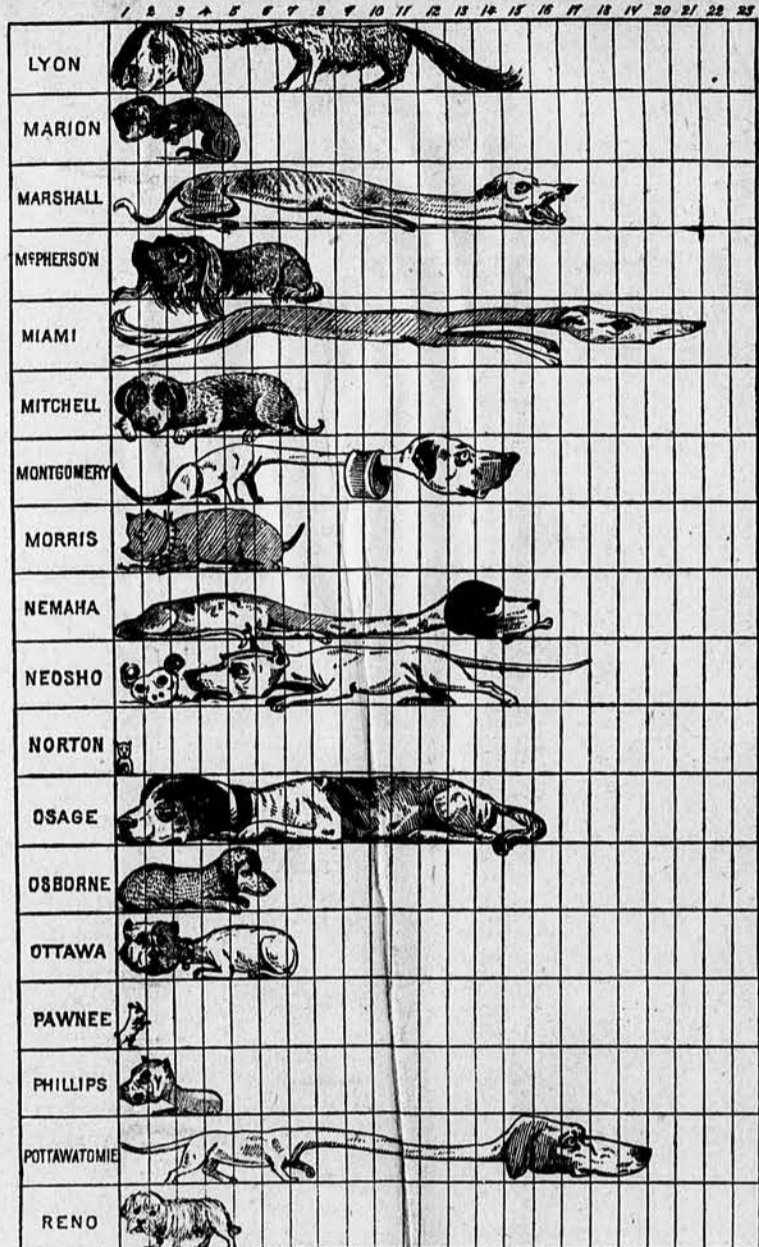 1 2 3 4 5 6 7 8 9 10 11 12 13 14 15 16 17 18 19 20 21 22 23
LYON
MARION
MARSHALL
McPHERSON
MIAMI
MITCHELL
MONTGOMERY
MORRIS
NEMAHA
NEOSHO
NORTON
OSAGE
OSBORNE
OTTAWA
PAWNEE
PHILLIPS
POTTAWATOMIE
RENO